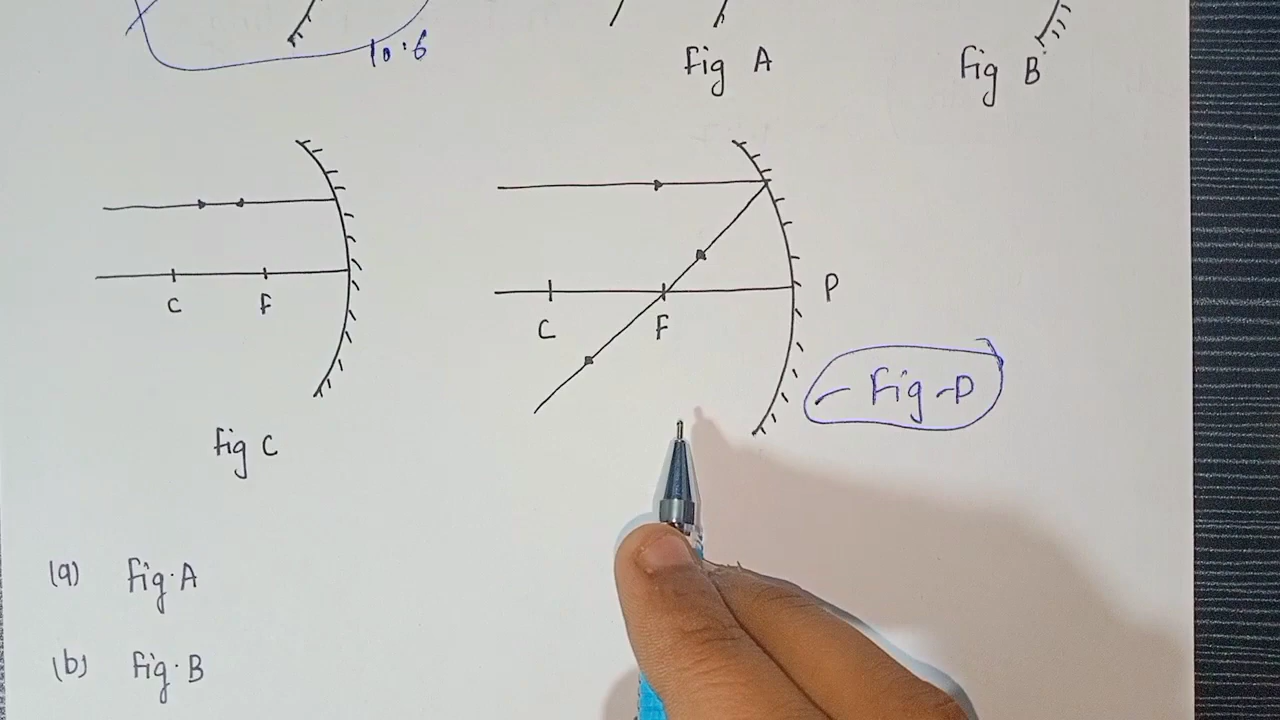 10:6
Fig A
Fig B
C F
C F P
- Fig -D
Fig C
(a) Fig. A
(b) Fig. B